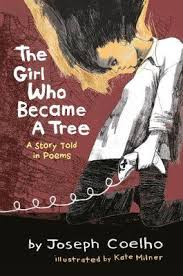 The Girl
Who
Became
A Tree
A Story Told
in Poems
by Joseph Coelho
illustrated by Kate Milner